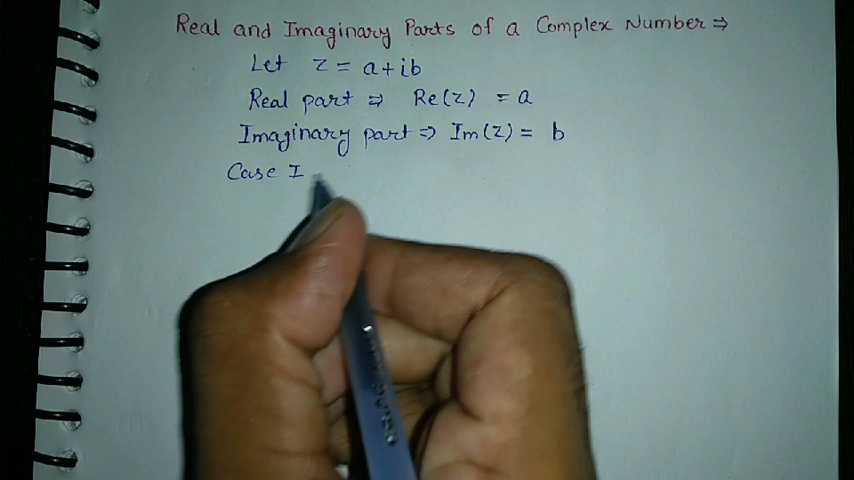 Real and Imaginary Parts of a Complex Number ⇒
Let z = a+ib
Real part ⇒ Re(z) = a
Imaginary part ⇒ Im(z) = b
Case I